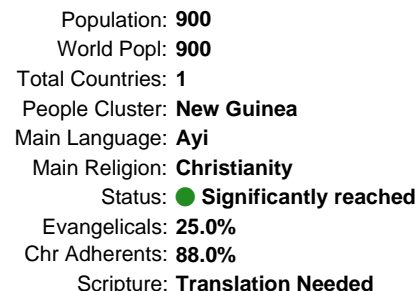 Population: 900
World Popl: 900
Total Countries: 1
People Cluster: New Guinea
Main Language: Ayi
Main Religion: Christianity
Status: Significantly reached
Evangelicals: 25.0%
Chr Adherents: 88.0%
Scripture: Translation Needed